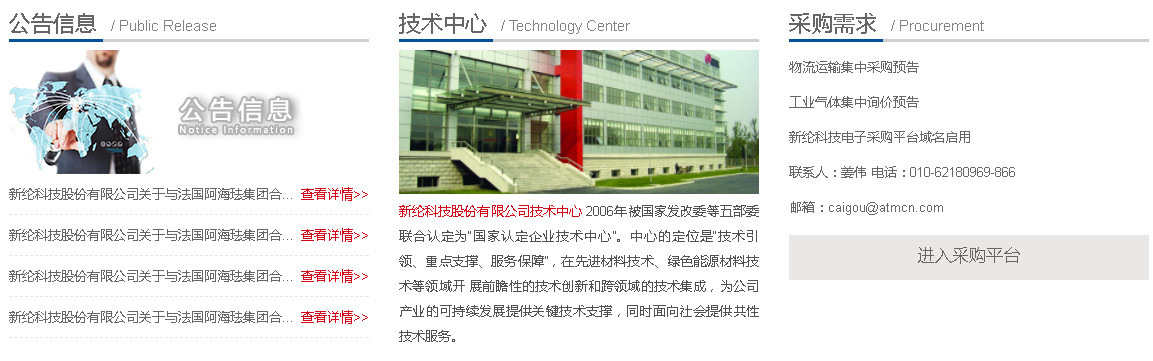 公告信息 / Public Release
公告信息
Notice Information
新纶科技股份有限公司关于与法国阿海珐集团合... 查看详情>>
新纶科技股份有限公司关于与法国阿海珐集团合... 查看详情>>
新纶科技股份有限公司关于与法国阿海珐集团合... 查看详情>>
新纶科技股份有限公司关于与法国阿海珐集团合... 查看详情>>
技术中心 / Technology Center
新纶科技股份有限公司技术中心 2006年被国家发改委等五部委
联合认定为"国家认定企业技术中心"。中心的定位是"技术引
领、重点支撑、服务保障"，在先进材料技术、绿色能源材料技
术等领域开 展前瞻性的技术创新和跨领域的技术集成，为公司
产业的可持续发展提供关键技术支撑，同时面向社会提供共性
技术服务。
采购需求 / Procurement
物流运输集中采购预告
工业气体集中询价预告
新纶科技电子采购平台域名启用
联系人：姜伟 电话：010-62180969-866
邮箱：caigou@atmcn.com
进入采购平台